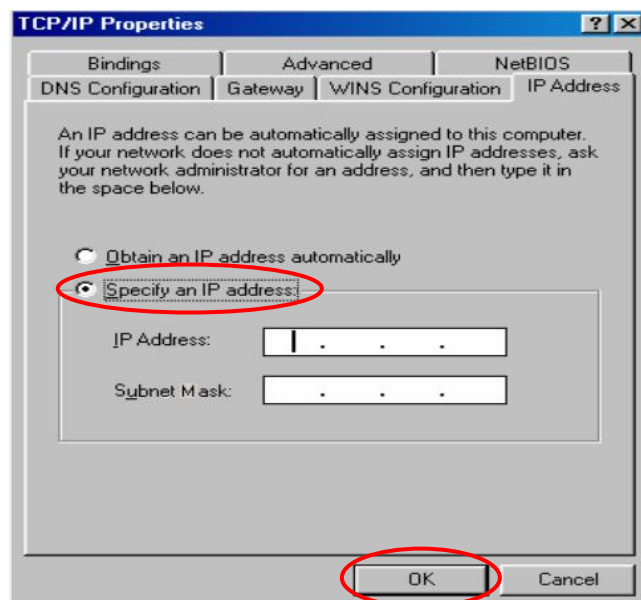 TCP/IP Properties
? ×
Bindings Advanced NetBIOS
DNS Configuration Gateway WINS Configuration IP Address
An IP address can be automatically assigned to this computer.
If your network does not automatically assign IP addresses, ask
your network administrator for an address, and then type it in
the space below.
Obtain an IP address automatically
Specify an IP address:
IP Address: . . .
Subnet Mask: . . .
OK Cancel